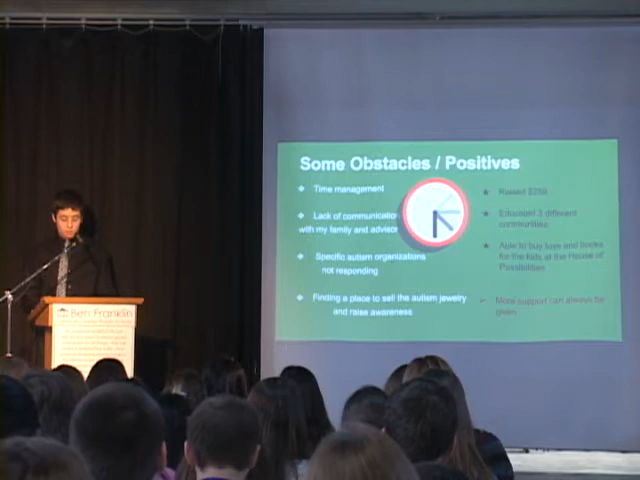 Some Obstacles / Positives
Time management
Lack of communication
with my family and advisor
Specific autism organizations
not responding
Finding a place to sell the autism jewelry
and raise awareness
Raised $259
Educated 3 different
communities
Able to buy toys and books
for the kids at the House of
Possibilities
More support can always be
given
Ben Franklin